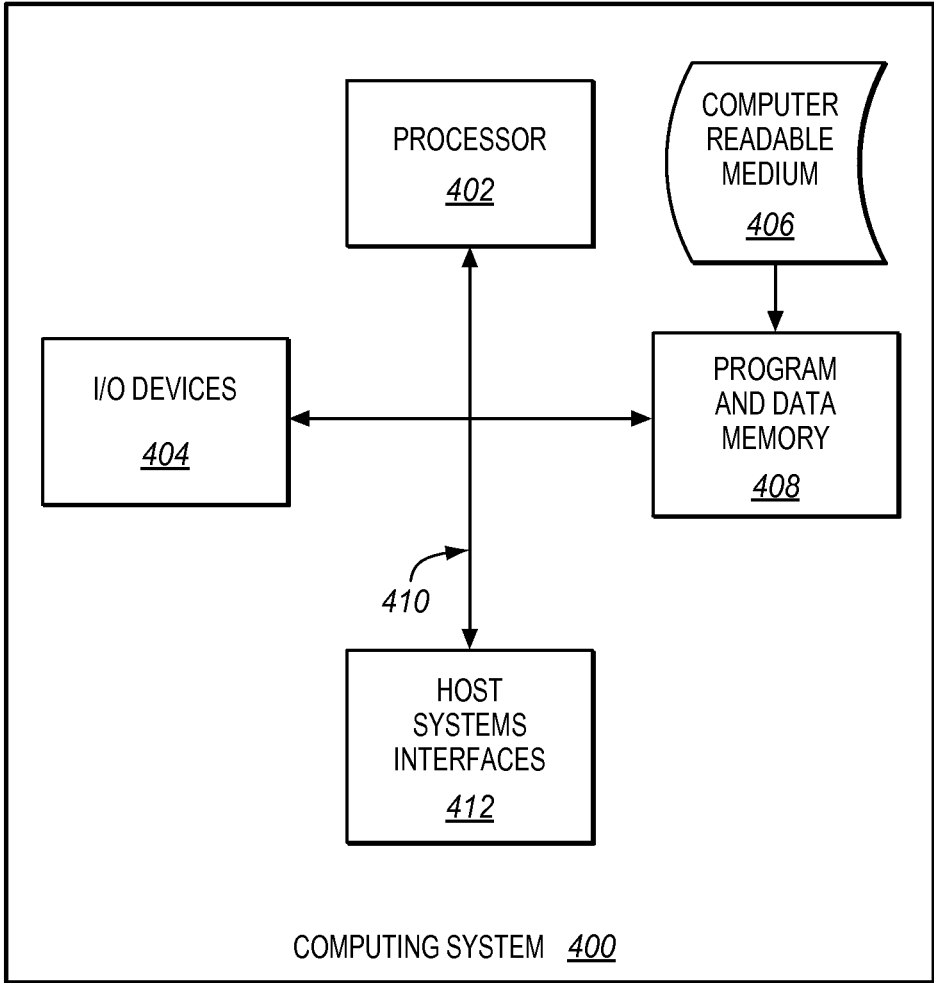 PROCESSOR
402
COMPUTER
READABLE
MEDIUM
406
I/O DEVICES
404
PROGRAM
AND DATA
MEMORY
408
410
HOST
SYSTEMS
INTERFACES
412
COMPUTING SYSTEM 400